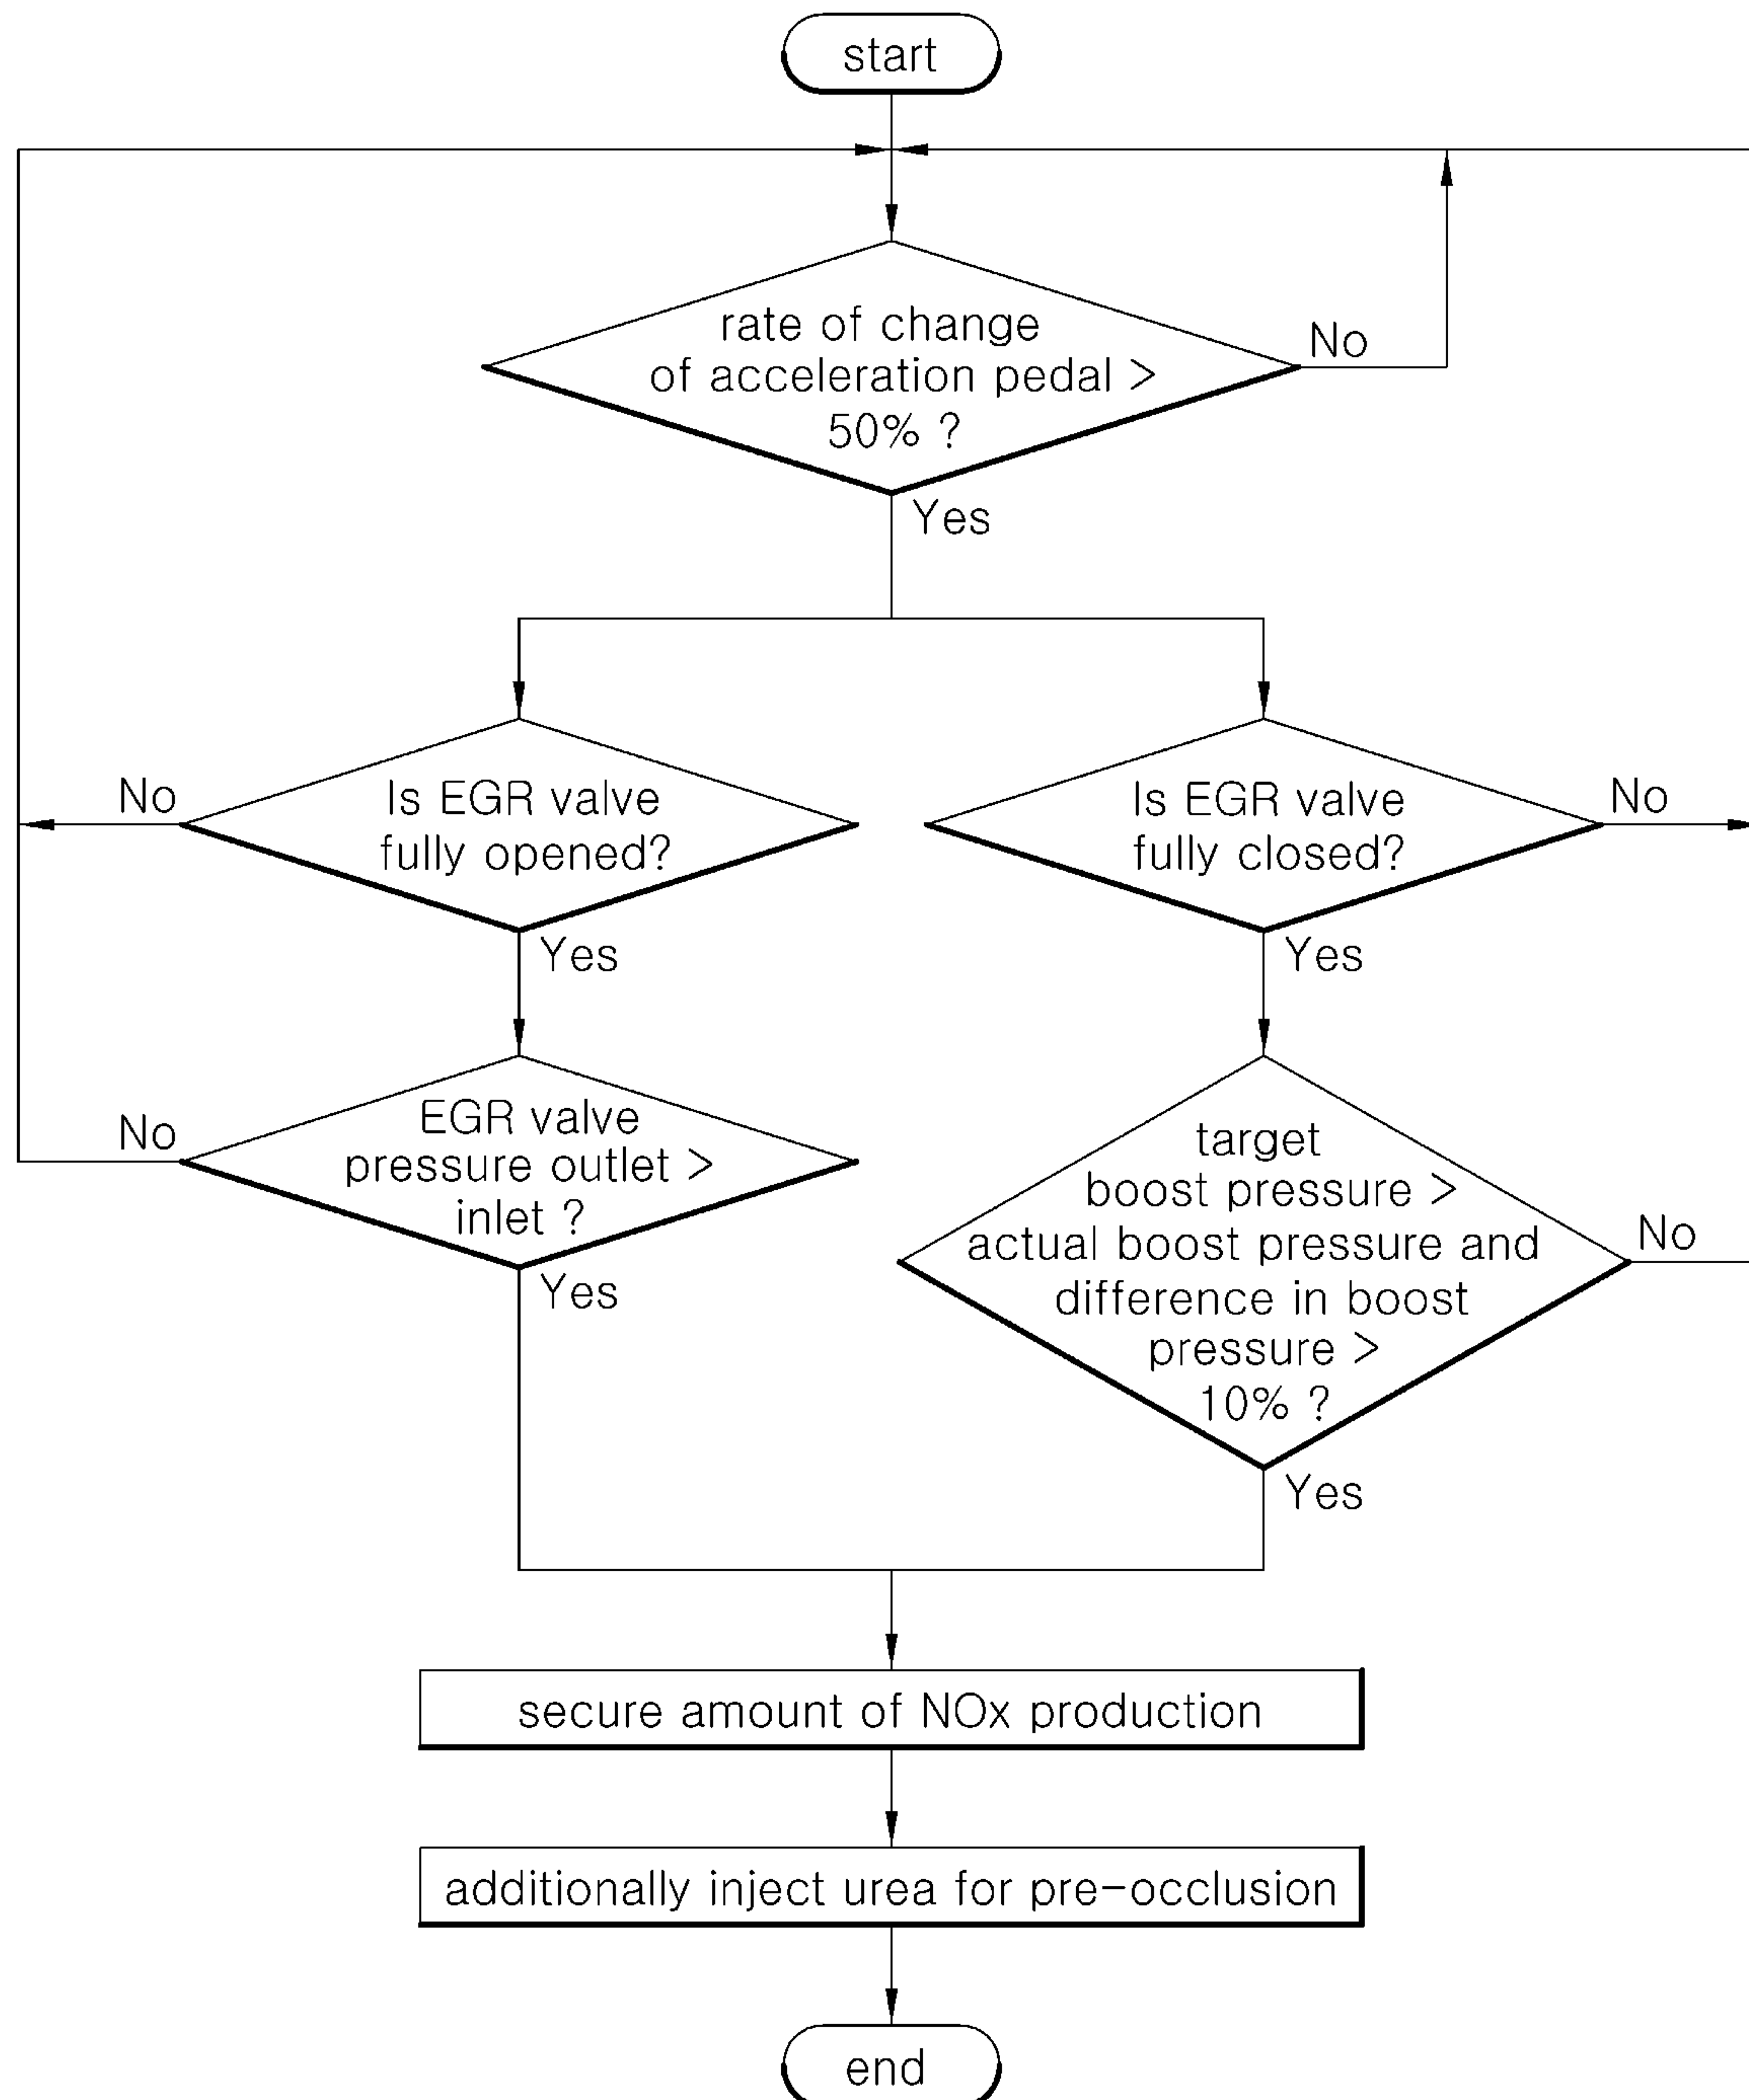 start
rate of change
of acceleration pedal >
50% ?
No
Yes
Is EGR valve
fully opened?
No
Yes
Is EGR valve
fully closed?
No
Yes
EGR valve
pressure outlet >
inlet ?
No
Yes
target
boost pressure >
actual boost pressure and
difference in boost
pressure >
10% ?
No
Yes
secure amount of NOx production
additionally inject urea for pre-occlusion
end